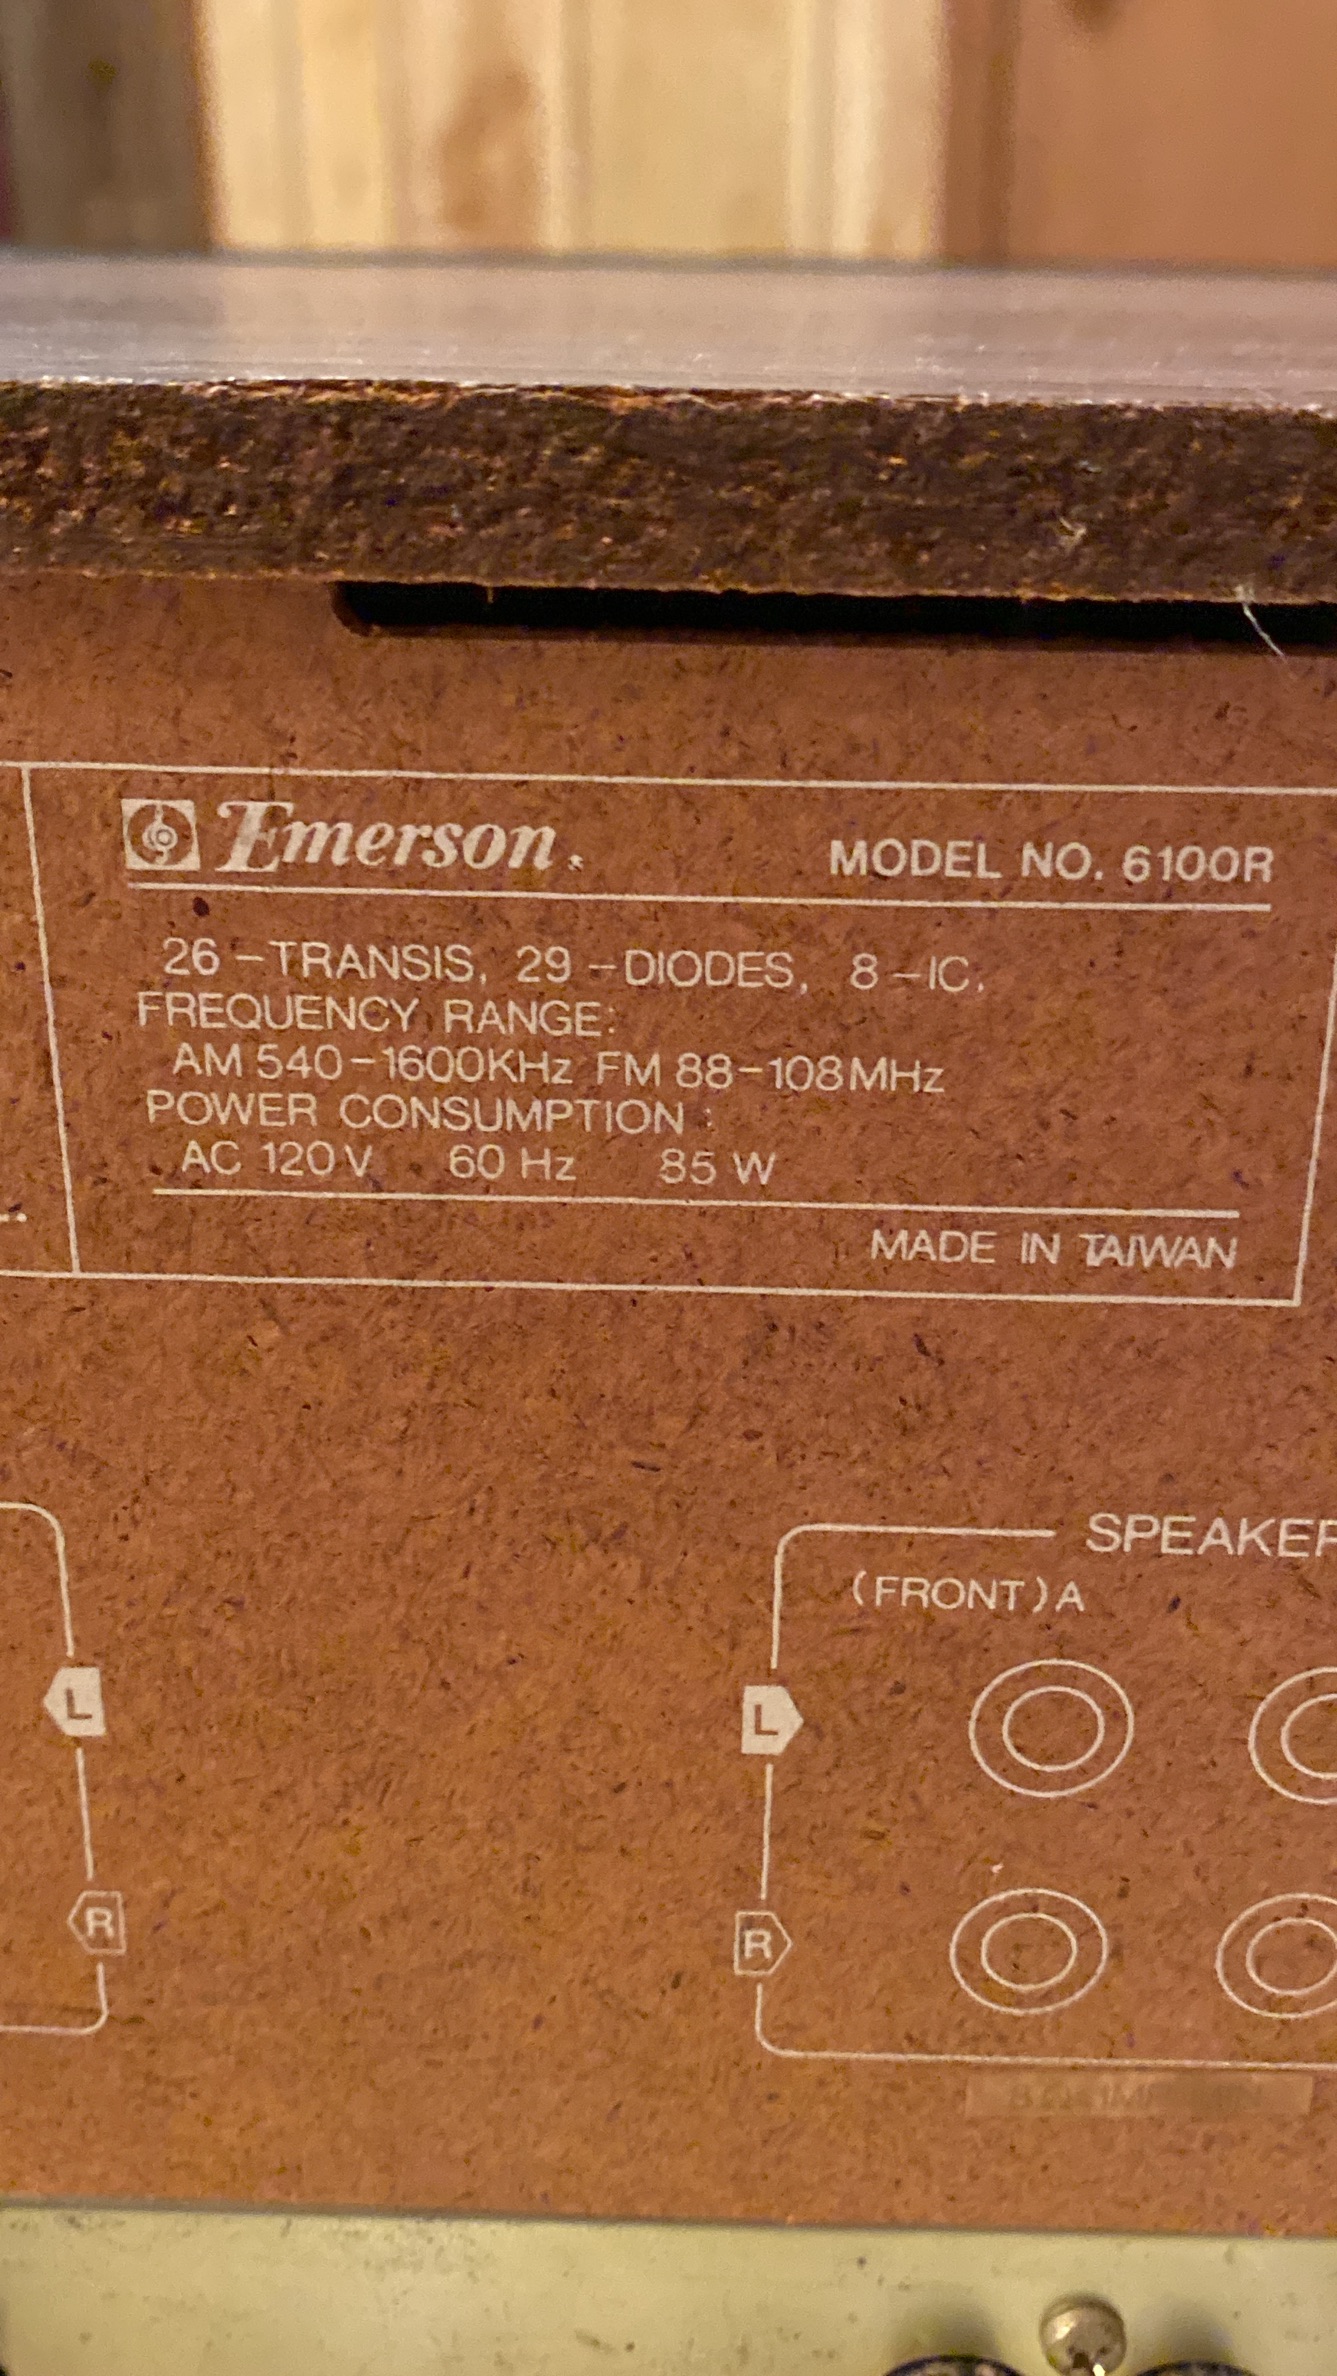 Emerson.
MODEL NO. 6100R
26-TRANSIS, 29-DIODES, 8-IC,
FREQUENCY RANGE:
AM 540-1600KHz FM 88-108MHz
POWER CONSUMPTION:
AC 120V 60 Hz 85 W
MADE IN TAIWAN
SPEAKER
(FRONT) A
L
L
R
R